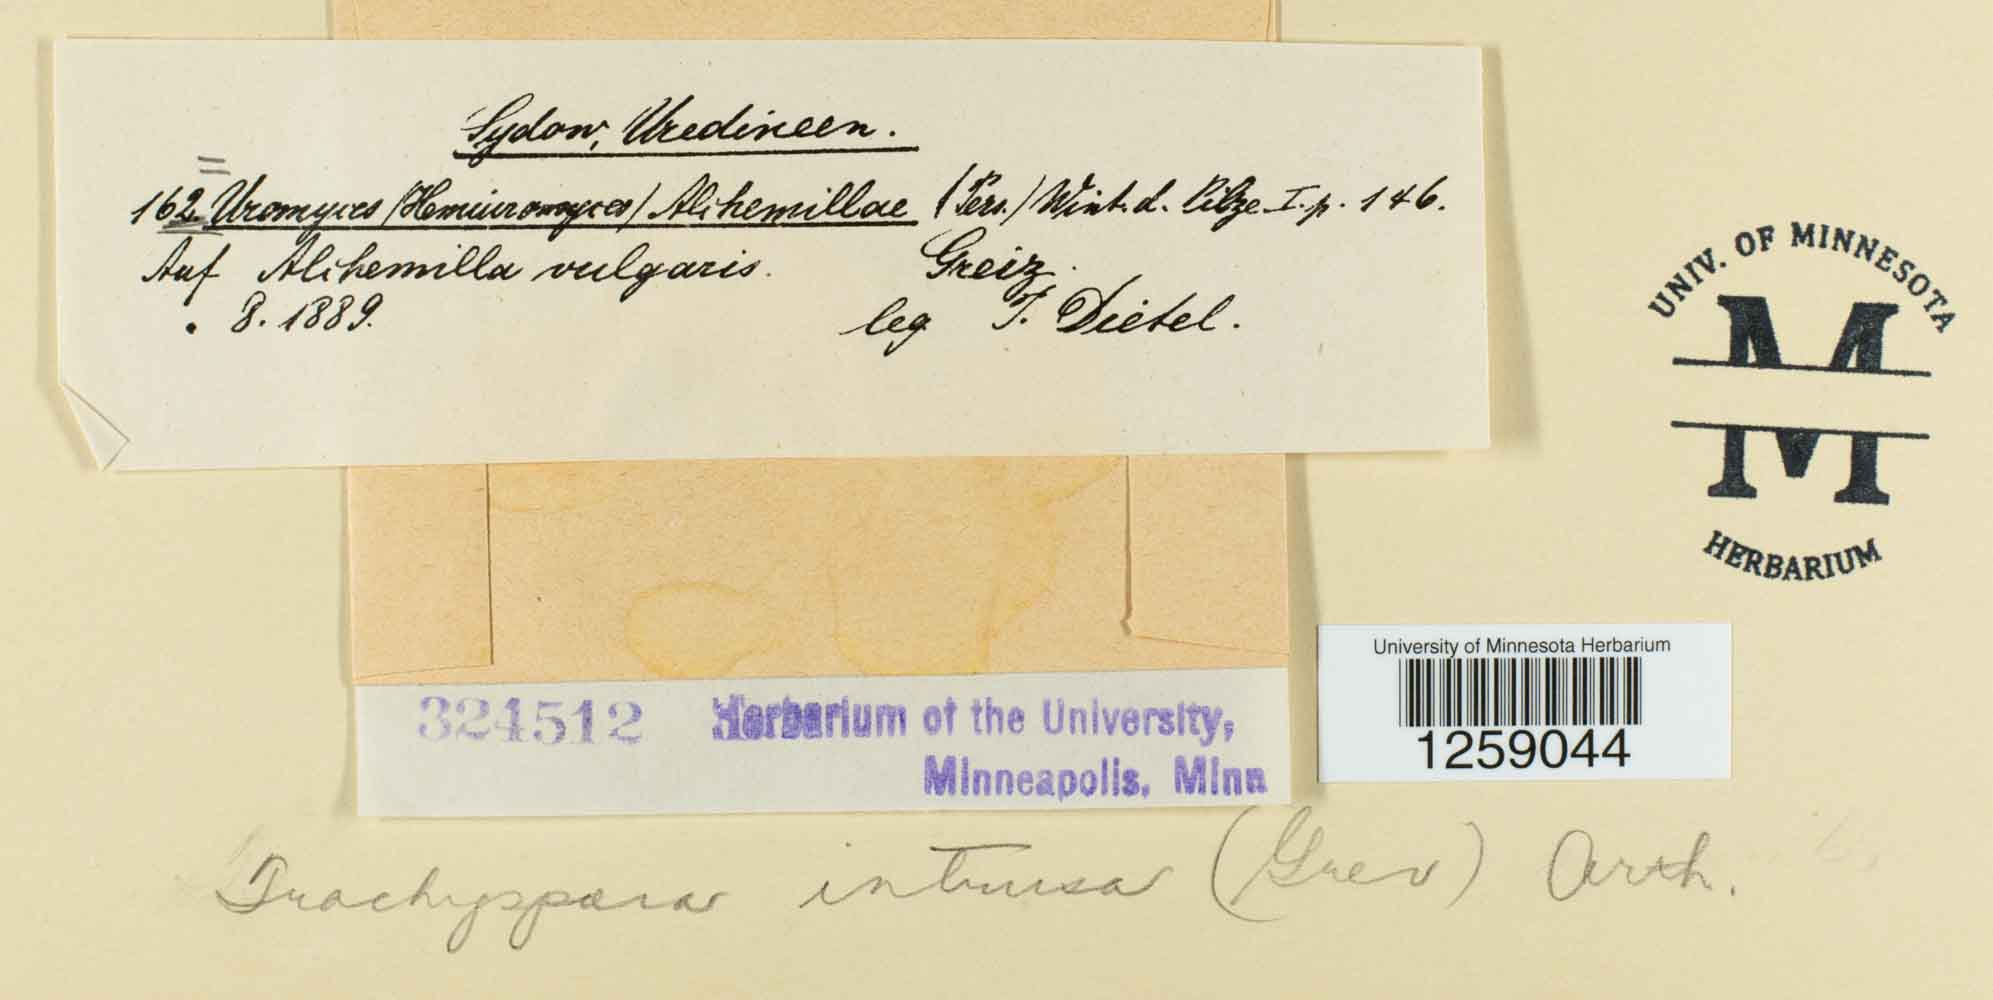 Sydow, Uredineen.
162 Uromyces (Hemiuromyces) Alchemillae (Pers.) Wint. d. Pilze I. p. 146.
Auf Alchemilla vulgaris. Greiz.
8. 1889. leg. P. Dietel.
UNIV. OF MINNESOTA
M
HERBARIUM
University of Minnesota Herbarium
1259044
324512 Herbarium of the University,
Minneapolis, Minn
Trachyspora intrusa (Grev) Arth.